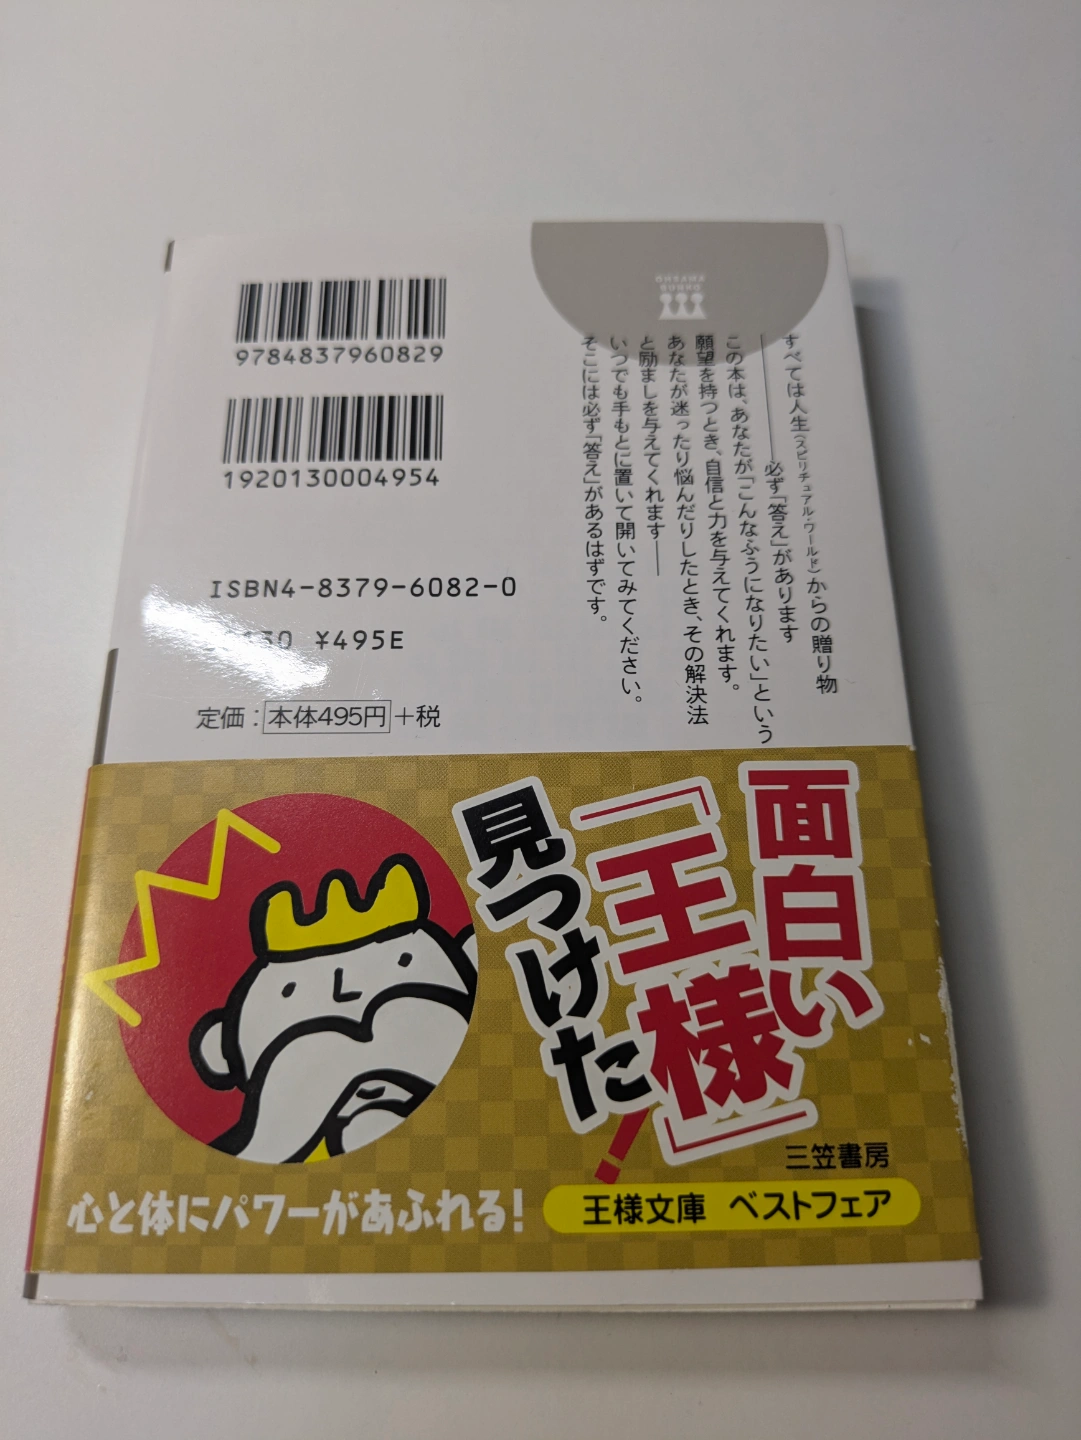 9784837960829
1920130004954
ISBN4-8379-6082-0
¥495E
定価：本体495円+税
すべては人生(スピリチュアル・ワールド)からの贈り物
――必ず「答え」があります
この本は、あなたが「こんなふうになりたい」という
願望を持つとき、自信と力を与えてくれます。
あなたが迷ったり悩んだりしたとき、その解決法
と励ましを与えてくれます――
いつでも手もとに置いて開いてみてください。
そこには必ず「答え」があるはずです。
面白い
「王様」
見つけた!
三笠書房
心と体にパワーがあふれる!
王様文庫 ベストフェア